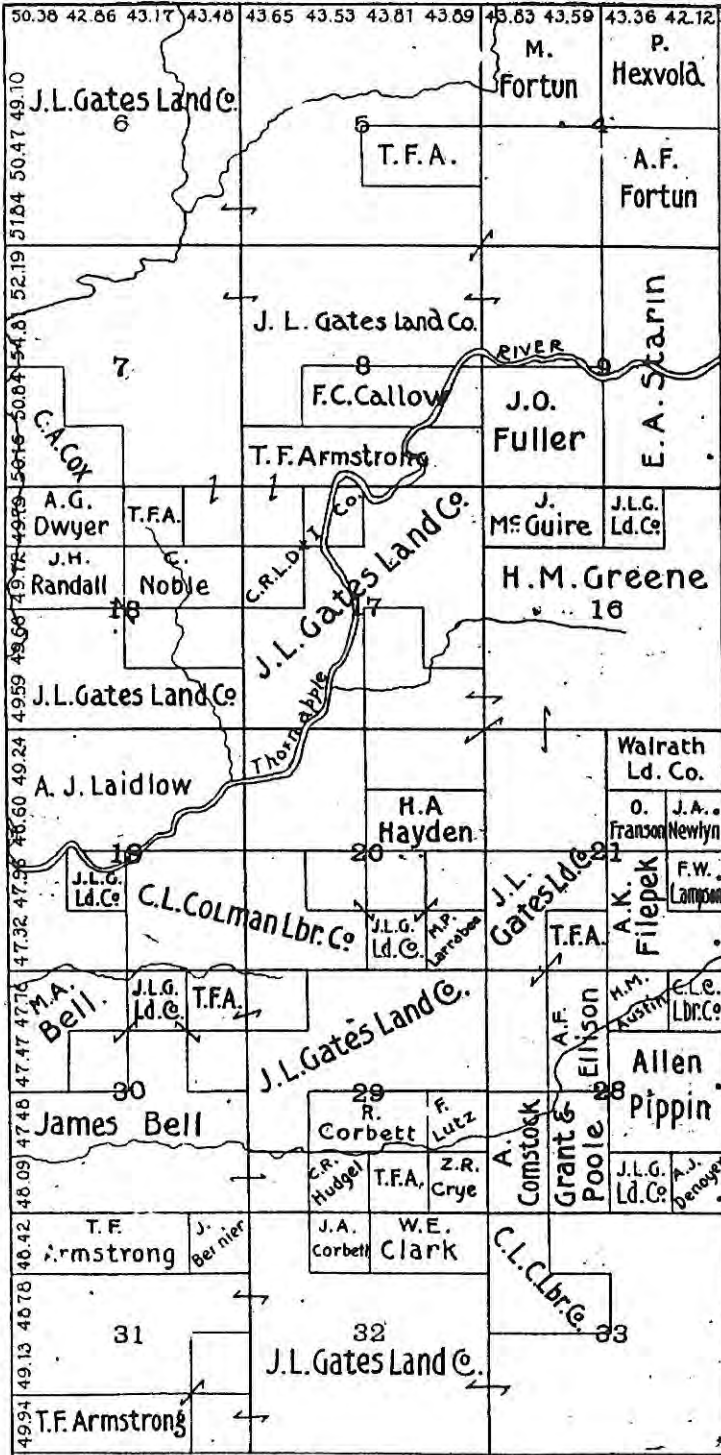 50.38 42.86 43.17 43.48 43.65 43.53 43.81 43.89 43.83 43.59 43.36 42.12
49.10
50.47
51.84
52.19
54.87
50.84
50.16
49.79
49.72
49.68
49.59
49.24
48.60
47.96
47.32
47.76
47.47
47.48
48.09
48.42
48.78
49.13
49.94
J.L.Gates Land Co.
6
5
T.F.A.
M.
Fortun
P.
Hexvold
4
A.F.
Fortun
J. L. Gates Land Co.
7
8
RIVER
9
E.A. Starin
F.C. Callow
J.O.
Fuller
C.A. Cox
T. F. Armstrong
A.G.
Dwyer
T.F.A.
C.R.L.D & I Co.
J.
McGuire
J.L.G.
Ld.Co
J.H.
Randall
C.
Noble
J.L. Gates Land Co
H.M. Greene
18
17
16
J.L.Gates Land Co
Thornapple
A. J. Laidlow
Walrath
Ld. Co.
H.A
Hayden
O.
Franson
J.A.
Newlyn
19
20
21
J.L.G.
Ld.Co
C.L. Colman Lbr. Co
J.L.G.
Ld. Co.
M.P.
Larrabee
J.L.
Gates Ld. Co
A.K.
Filepek
F.W.
Lampson
T.F.A.
M.A.
Bell.
J.L.G.
Ld. Co.
T.F.A.
J.L. Gates Land Co.
A.F.
Ellison
H.M.
Austin
C.L.C.
Lbr.Co
30
29
28
Allen
Pippin
James Bell
R.
Corbett
F.
Lutz
A.
Comstock
Grant &
Poole
C.R.
Hudgel
T.F.A.
Z.R.
Crye
J.L.G.
Ld. Co
A.J.
Denoyer
T. F.
Armstrong
J.
Bernier
J.A.
Corbett
W.E.
Clark
C.L.C. Lbr. Co.
31
32
33
J.L.Gates Land Co.
T.F. Armstrong